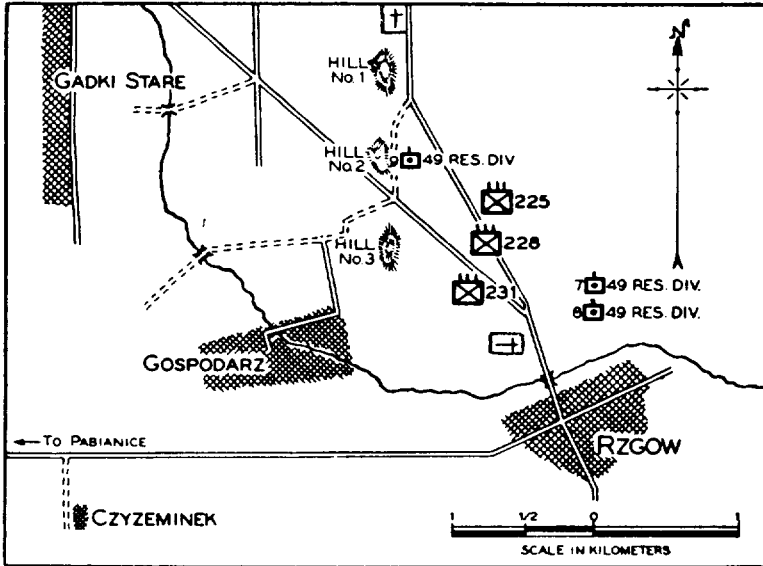 HILL
No. 1
GADKI STARE
HILL
No. 2
9 49 RES. DIV
225
228
HILL
No. 3
231
7 49 RES. DIV.
8 49 RES. DIV.
GOSPODARZ
← TO PABIANICE
RZGOW
CZYZEMINEK
1 1/2 0 1
SCALE IN KILOMETERS
N